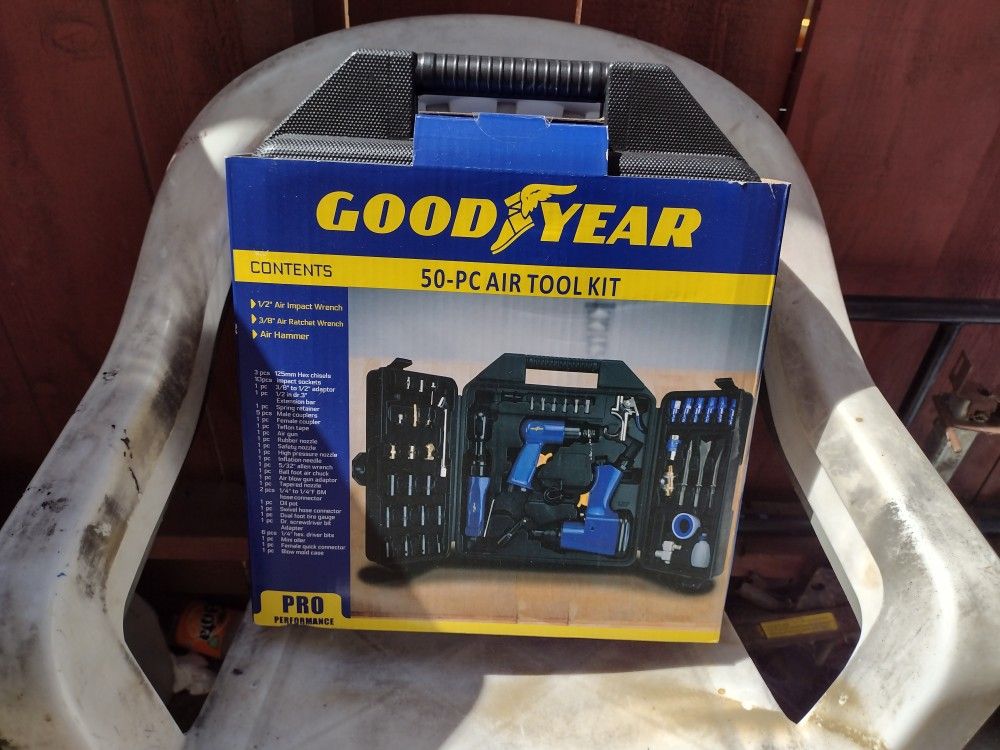 GOOD YEAR
CONTENTS
50-PC AIR TOOL KIT
1/2" Air Impact Wrench
3/8" Air Ratchet Wrench
Air Hammer
3 pcs 125mm Hex chisels
10pcs Impact sockets
1 pc 3/8" to 1/2" adaptor
1 pc 1/2 in dr.3"
Extension bar
1 pc Spring retainer
5 pcs Male couplers
1 pc Female coupler
1 pc Teflon tape
1 pc Air gun
1 pc Rubber nozzle
1 pc Safety nozzle
1 pc High pressure nozzle
1 pc Inflation needle
1 pc 5/32" allen wrench
1 pc Ball foot air chuck
1 pc Air blow gun adaptor
1 pc Tapered nozzle
2 pcs 1/4" to 1/4"F BM
hose connector
1 pc Oil pot
1 pc Swivel hose connector
1 pc Dual foot tire gauge
1 pc Dr. screwdriver bit
Adapter
6 pcs 1/4" hex. driver bits
1 pc Mini oiler
1 pc Female quick connector
1 pc Blow mold case
PRO
PERFORMANCE